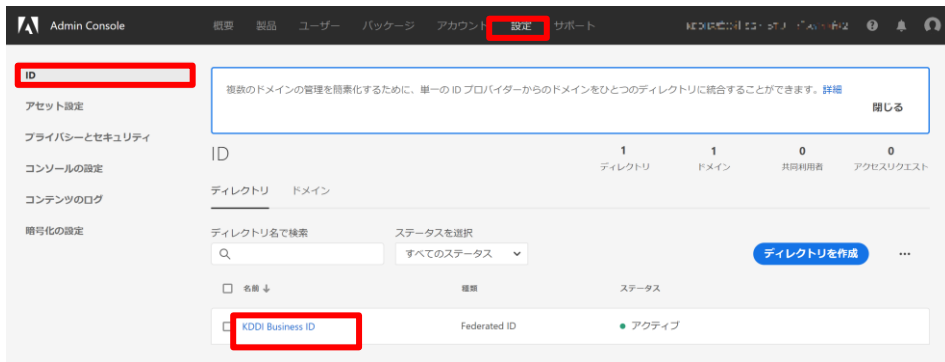 Admin Console 概要 製品 ユーザー パッケージ アカウント 設定 サポート
ID
アセット設定
プライバシーとセキュリティ
コンソールの設定
コンテンツのログ
暗号化の設定
複数のドメインの管理を簡素化するために、単一の ID プロバイダーからのドメインをひとつのディレクトリに統合することができます。詳細
閉じる
ID
1 1 0 0
ディレクトリ ドメイン 共同利用者 アクセスリクエスト
ディレクトリ ドメイン
ディレクトリ名で検索 ステータスを選択
すべてのステータス ディレクトリを作成 ...
名前 ↓ 種類 ステータス
KDDI Business ID Federated ID アクティブ